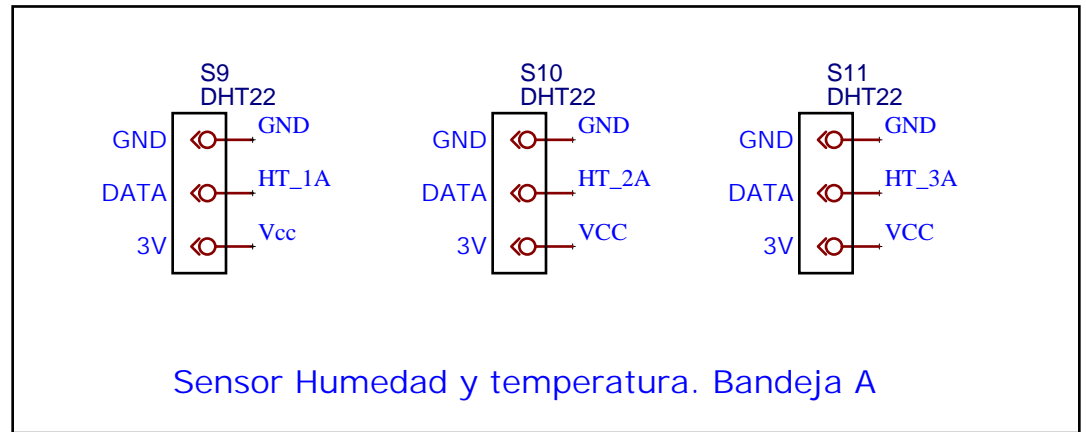 S9
DHT22
GND
GND
DATA
HT_1A
3V
Vcc
S10
DHT22
GND
GND
DATA
HT_2A
3V
VCC
S11
DHT22
GND
GND
DATA
HT_3A
3V
VCC
Sensor Humedad y temperatura. Bandeja A